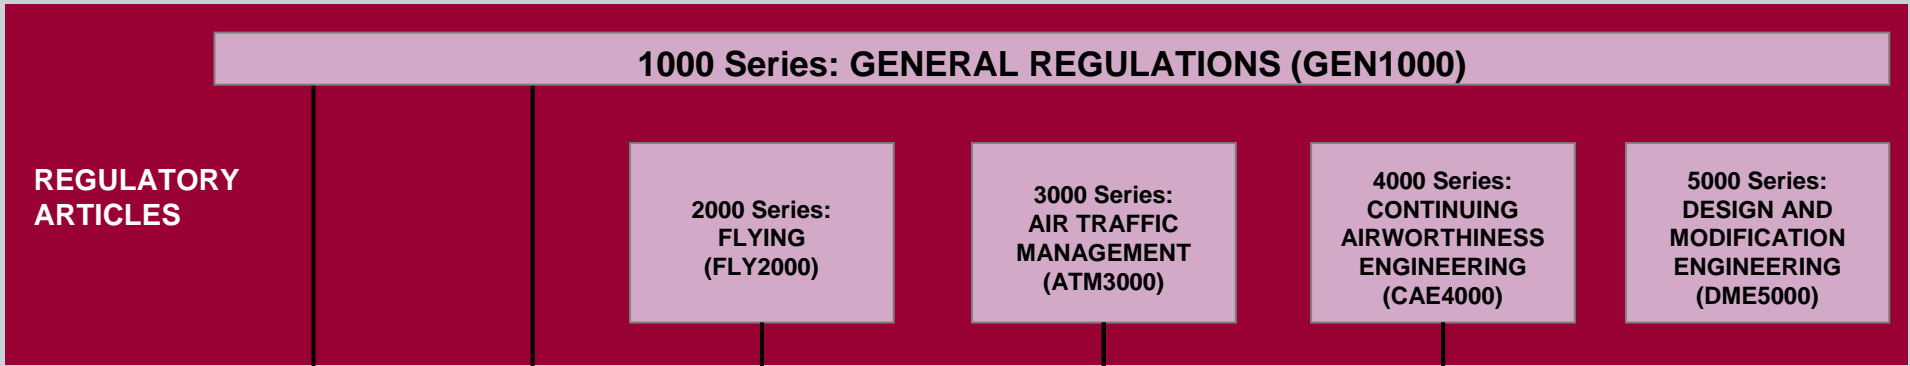 1000 Series: GENERAL REGULATIONS (GEN1000)
REGULATORY
ARTICLES
2000 Series:
FLYING
(FLY2000)
3000 Series:
AIR TRAFFIC
MANAGEMENT
(ATM3000)
4000 Series:
CONTINUING
AIRWORTHINESS
ENGINEERING
(CAE4000)
5000 Series:
DESIGN AND
MODIFICATION
ENGINEERING
(DME5000)